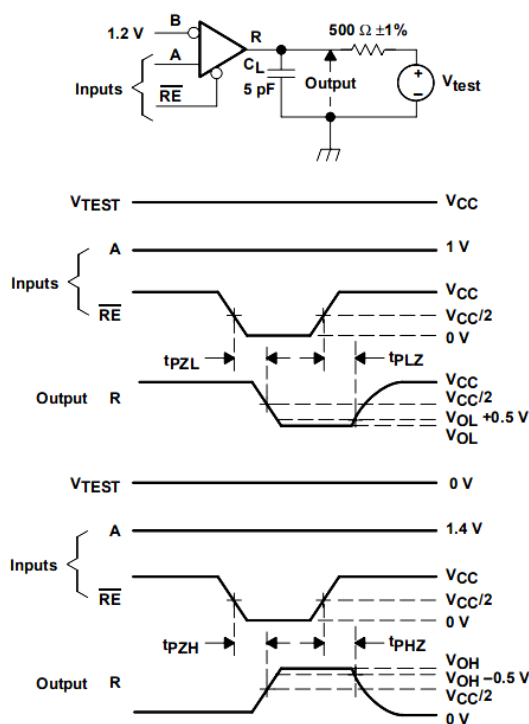 B R 500 Ω ±1%
1.2 V
A
Inputs
RE
CL
5 pF
Output
Vtest
+
−
VTEST VCC
A 1 V
Inputs
RE
VCC
VCC/2
0 V
tPZL tPLZ
Output R
VCC
VCC/2
VOL +0.5 V
VOL
VTEST 0 V
A 1.4 V
Inputs
RE
VCC
VCC/2
0 V
tPZH tPHZ
Output R
VOH
VOH −0.5 V
VCC/2
0 V